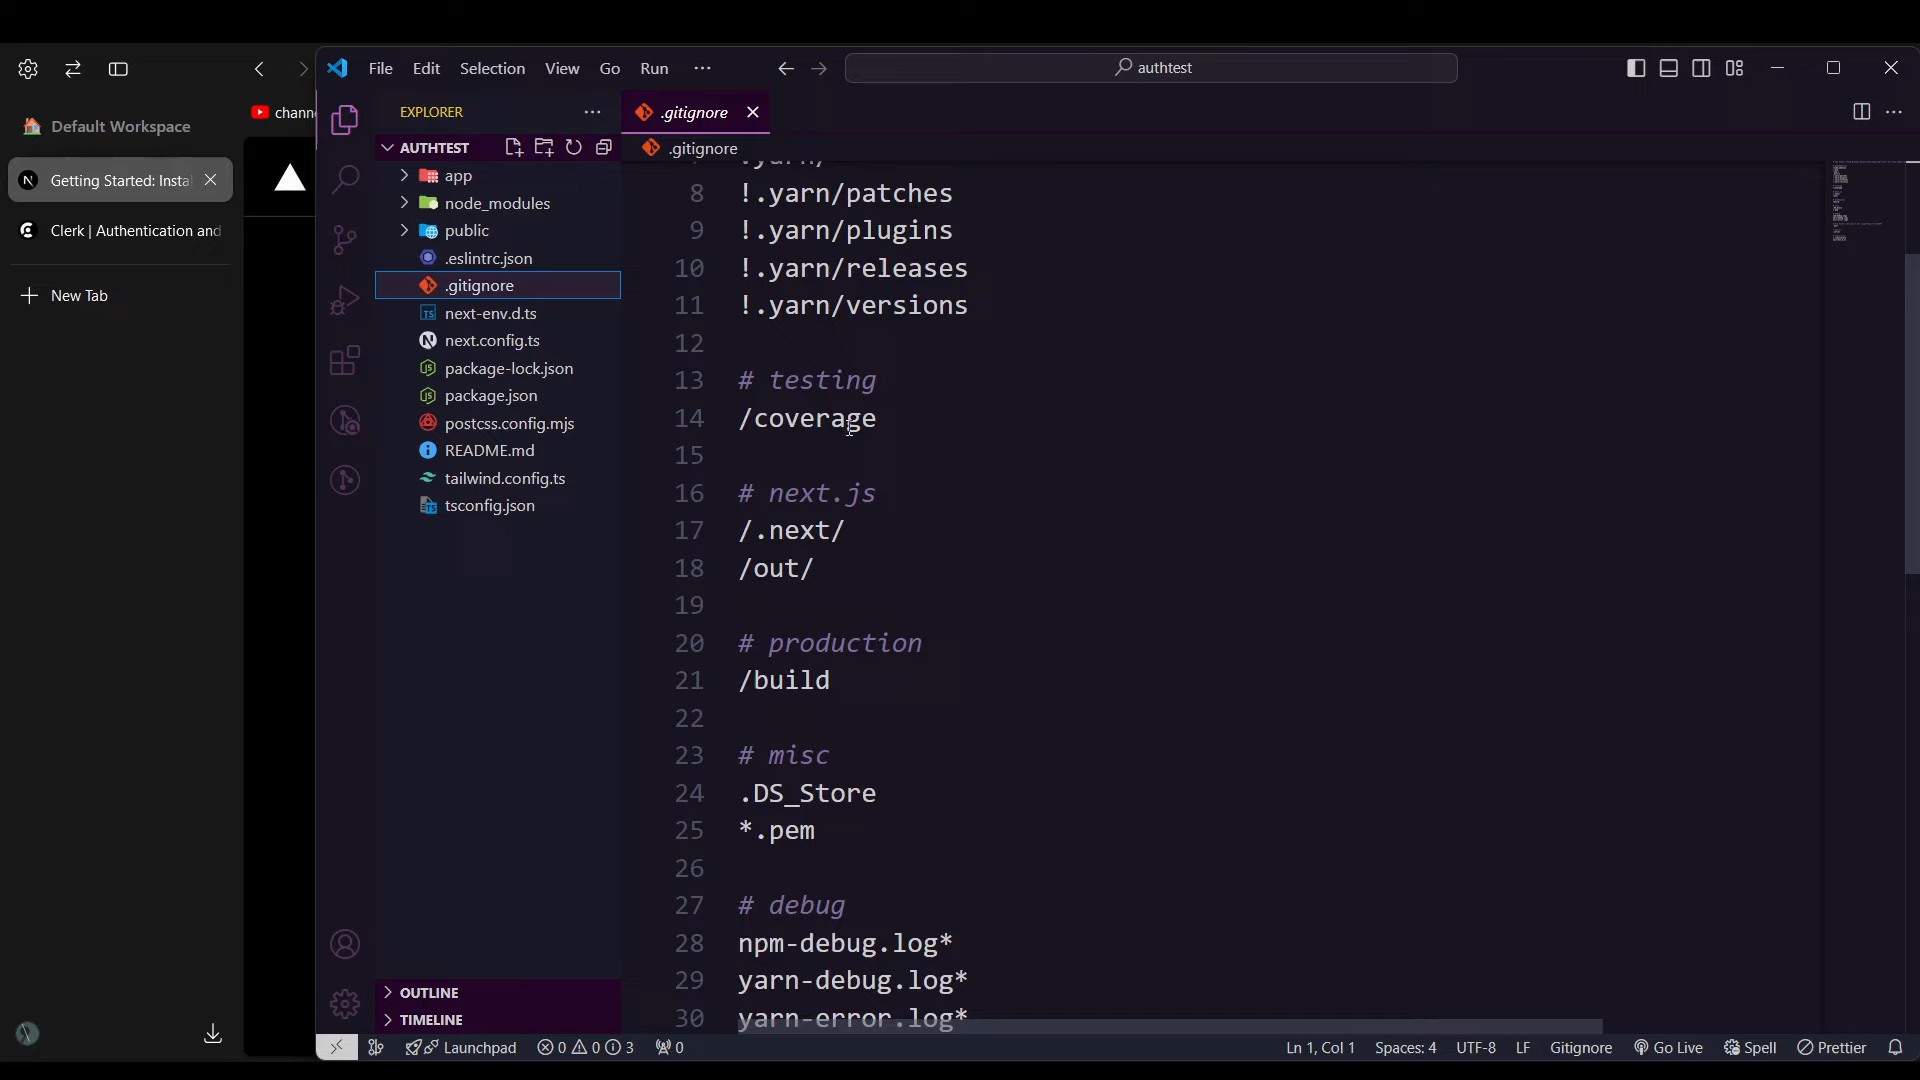 File Edit Selection View Go Run ··· authtest
Default Workspace
chann
Getting Started: Insta
Clerk | Authentication and
New Tab
EXPLORER
AUTHTEST
app
node_modules
public
.eslintrc.json
.gitignore
next-env.d.ts
next.config.ts
package-lock.json
package.json
postcss.config.mjs
README.md
tailwind.config.ts
tsconfig.json
OUTLINE
TIMELINE
.gitignore
.gitignore
.yarn/
8 !.yarn/patches
9 !.yarn/plugins
10 !.yarn/releases
11 !.yarn/versions
12
13 # testing
14 /coverage
15
16 # next.js
17 /.next/
18 /out/
19
20 # production
21 /build
22
23 # misc
24 .DS_Store
25 *.pem
26
27 # debug
28 npm-debug.log*
29 yarn-debug.log*
30 yarn-error.log*
Launchpad 0 0 3 0 Ln 1, Col 1 Spaces: 4 UTF-8 LF Gitignore Go Live Spell Prettier